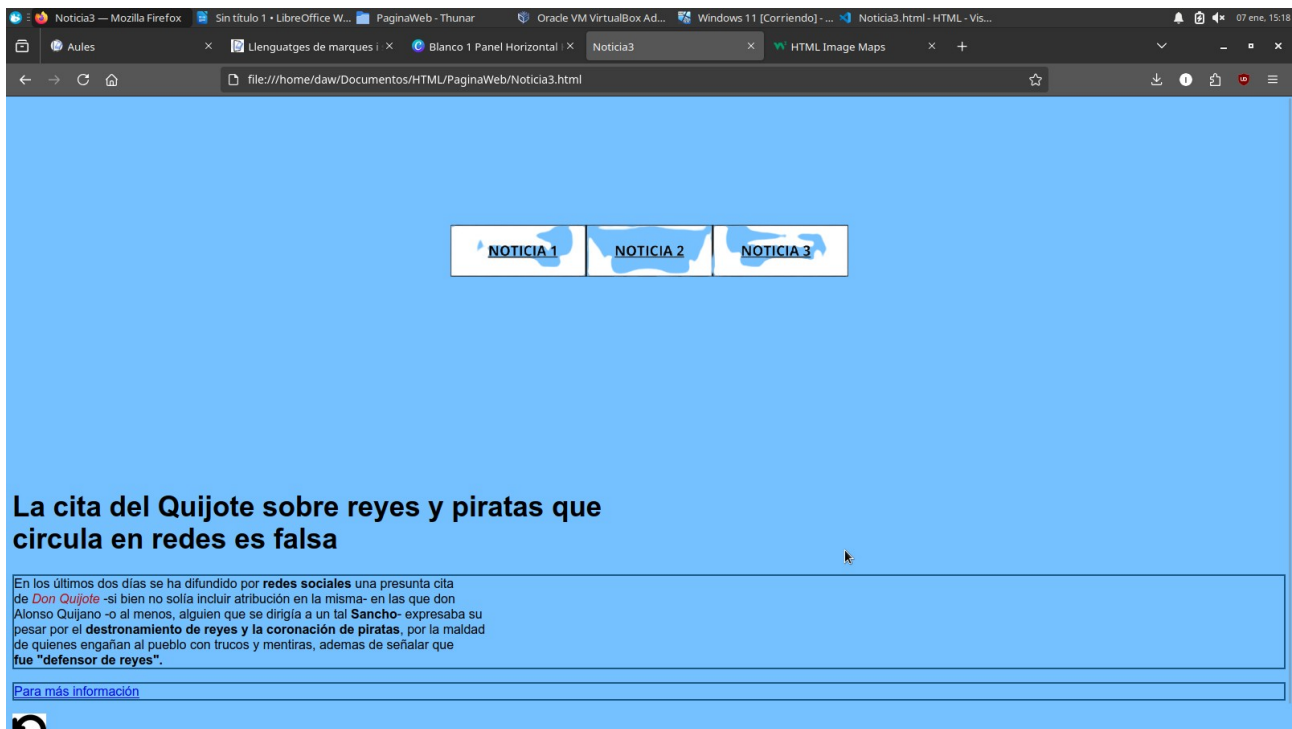 Noticia3 — Mozilla Firefox
Sin título 1 • LibreOffice W...
PaginaWeb - Thunar
Oracle VM VirtualBox Ad...
Windows 11 [Corriendo] - ...
Noticia3.html - HTML - Vis...
07 ene, 15:18
Aules
Llenguatges de marques i
Blanco 1 Panel Horizontal
Noticia3
HTML Image Maps
file:///home/daw/Documentos/HTML/PaginaWeb/Noticia3.html
NOTICIA 1
NOTICIA 2
NOTICIA 3
La cita del Quijote sobre reyes y piratas que
circula en redes es falsa
En los últimos dos días se ha difundido por redes sociales una presunta cita
de Don Quijote -si bien no solía incluir atribución en la misma- en las que don
Alonso Quijano -o al menos, alguien que se dirigía a un tal Sancho- expresaba su
pesar por el destronamiento de reyes y la coronación de piratas, por la maldad
de quienes engañan al pueblo con trucos y mentiras, ademas de señalar que
fue "defensor de reyes".
Para más información